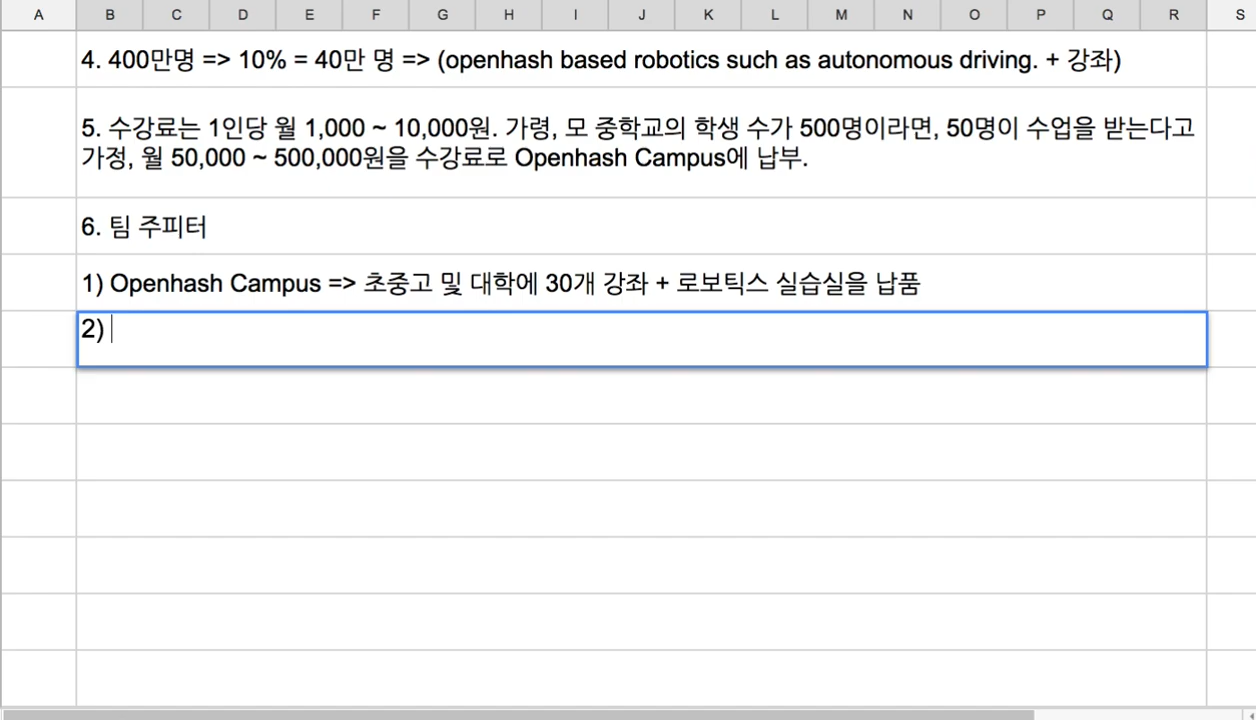 A B C D E F G H I J K L M N O P Q R S
4. 400만명 => 10% = 40만 명 => (openhash based robotics such as autonomous driving. + 강좌)
5. 수강료는 1인당 월 1,000 ~ 10,000원. 가령, 모 중학교의 학생 수가 500명이라면, 50명이 수업을 받는다고
가정, 월 50,000 ~ 500,000원을 수강료로 Openhash Campus에 납부.
6. 팀 주피터
1) Openhash Campus => 초중고 및 대학에 30개 강좌 + 로보틱스 실습실을 납품
2)